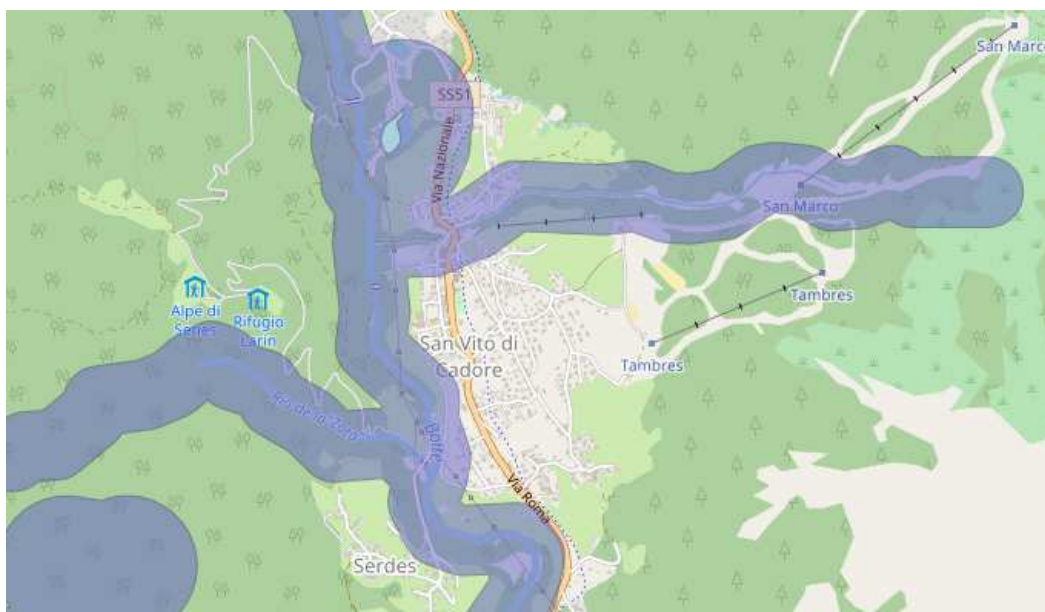 San Marco
SS51
Via Nazionale
San Marco
Tambres
Alpe di
Senes
Rifugio
Larin
San Vito di
Cadore
Tambres
Boite
Via Roma
Serdes